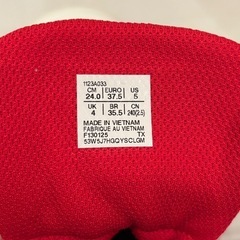 1123A033
CM EURO US
24.0 37.5 5
UK BR CN
4 35.5 240(2.5)
MADE IN VIETNAM
FABRIQUE AU VIETNAM
F130125 TX
53W5J7HGQYSCLGM